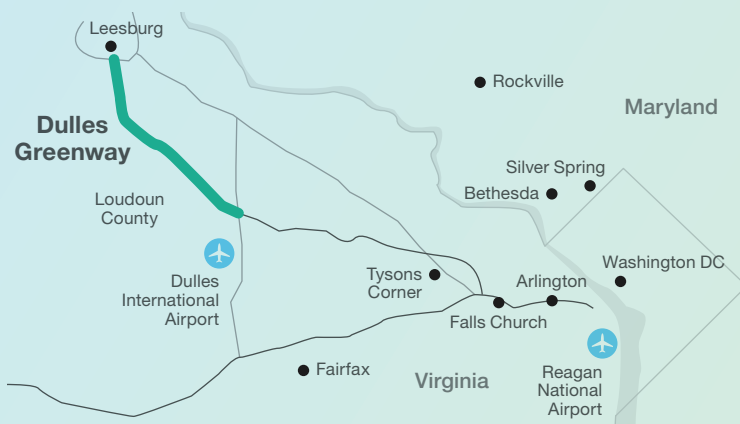 Leesburg
Rockville
Maryland
Dulles
Greenway
Silver Spring
Bethesda
Loudoun
County
Washington DC
Dulles
International
Airport
Tysons
Corner
Arlington
Falls Church
Fairfax
Virginia
Reagan
National
Airport